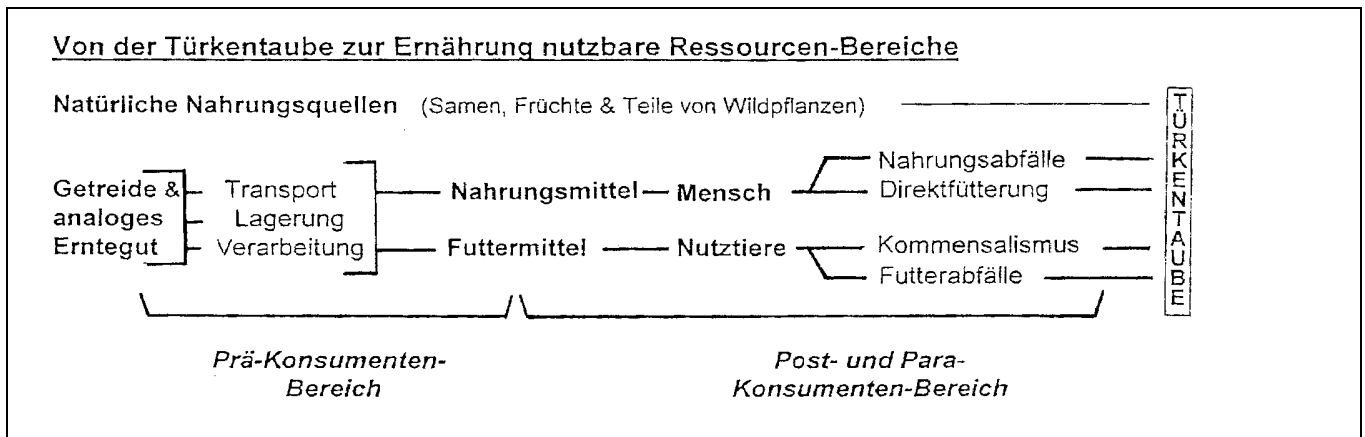 Von der Türkentaube zur Ernährung nutzbare Ressourcen-Bereiche
Natürliche Nahrungsquellen (Samen, Früchte & Teile von Wildpflanzen)
Getreide &
analoges
Erntegut
Transport
Lagerung
Verarbeitung
Nahrungsmittel
Futtermittel
Mensch
Nutztiere
Nahrungsabfälle
Direktfütterung
Kommensalismus
Futterabfälle
TÜRKENTAUBE
Prä-Konsumenten-
Bereich
Post- und Para-
Konsumenten-Bereich